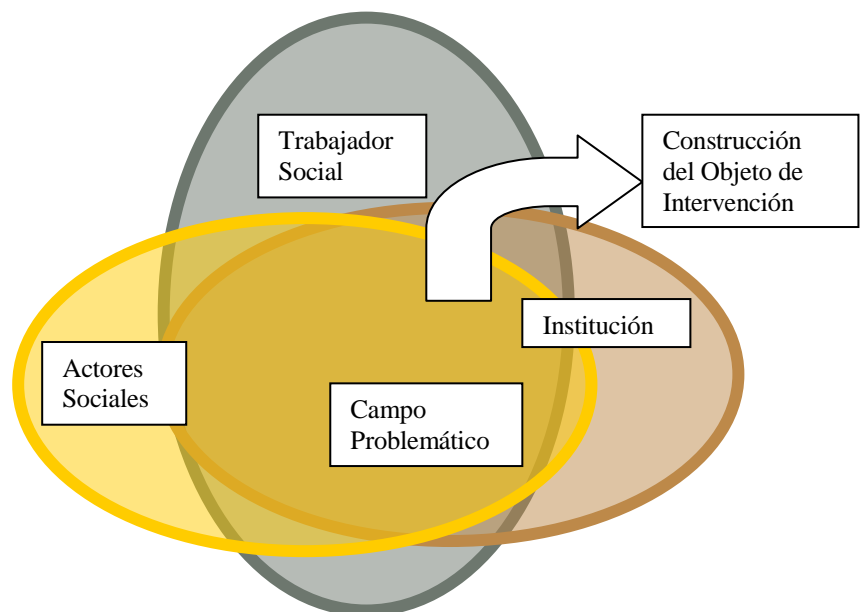 Trabajador
Social
Construcción
del Objeto de
Intervención
Institución
Actores
Sociales
Campo
Problemático